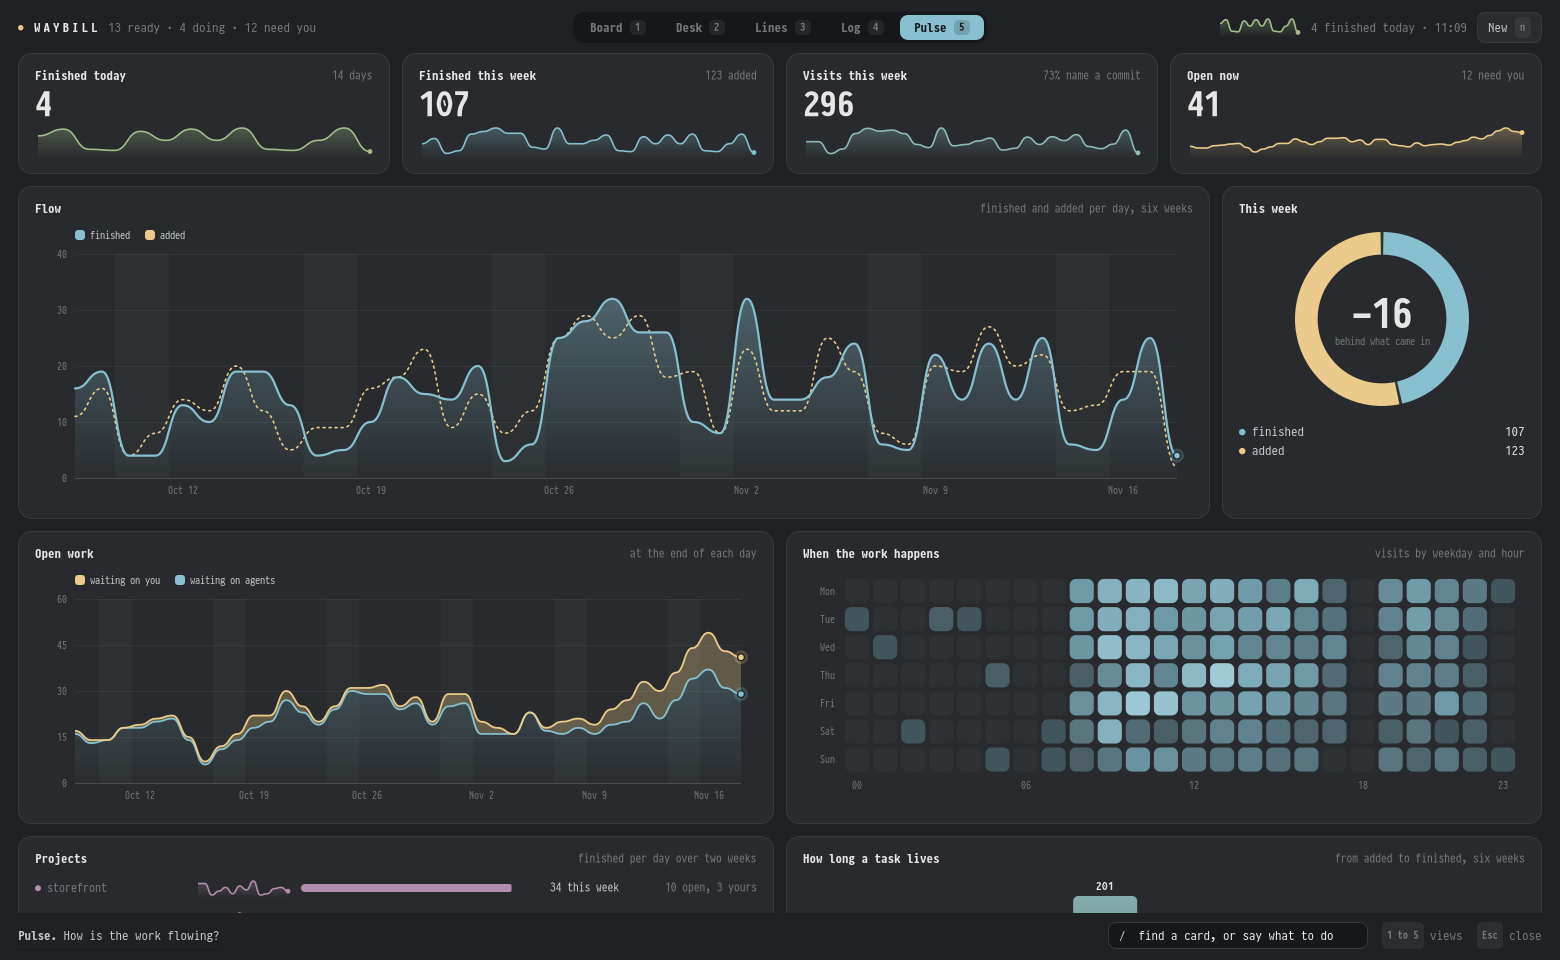 WAYBILL 13 ready · 4 doing · 12 need you
Board 1 Desk 2 Lines 3 Log 4 Pulse 5
4 finished today · 11:09 New n
Finished today 14 days
4
Finished this week 123 added
107
Visits this week 73% name a commit
296
Open now 12 need you
41
Flow finished and added per day, six weeks
finished added
40
30
20
10
0
Oct 12 Oct 19 Oct 26 Nov 2 Nov 9 Nov 16
This week
−16
behind what came in
finished 107
added 123
Open work at the end of each day
waiting on you waiting on agents
60
45
30
15
0
Oct 12 Oct 19 Oct 26 Nov 2 Nov 9 Nov 16
When the work happens visits by weekday and hour
Mon
Tue
Wed
Thu
Fri
Sat
Sun
00 06 12 18 23
Projects finished per day over two weeks
storefront 34 this week 10 open, 3 yours
How long a task lives from added to finished, six weeks
201
Pulse. How is the work flowing?
/ find a card, or say what to do 1 to 5 views Esc close